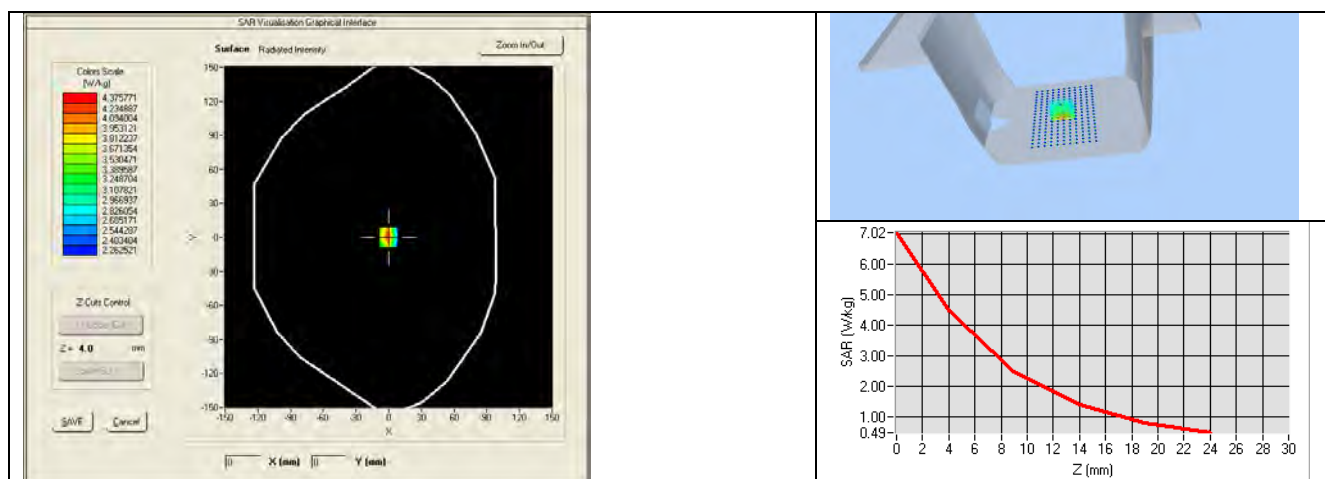 SAR Visualisation Graphical Interface
Surface Radiated Intensity
Zoom In/Out
Colors Scale
(W/kg)
4.375771
4.234887
4.094004
3.953121
3.812237
3.671354
3.530471
3.389587
3.248704
3.107821
2.966937
2.826054
2.685171
2.544287
2.403404
2.262521
150
120
90
60
30
0
-30
-60
-90
-120
-150
Y
-150 -120 -90 -60 -30 0 30 60 90 120 150
X
Z Cuts Control
Z = 4.0 mm
SAVE Cancel
0 X (mm) 0 Y (mm)
7.02
6.00
5.00
4.00
3.00
2.00
1.00
0.49
SAR (W/kg)
0 2 4 6 8 10 12 14 16 18 20 22 24 26 28 30
Z (mm)